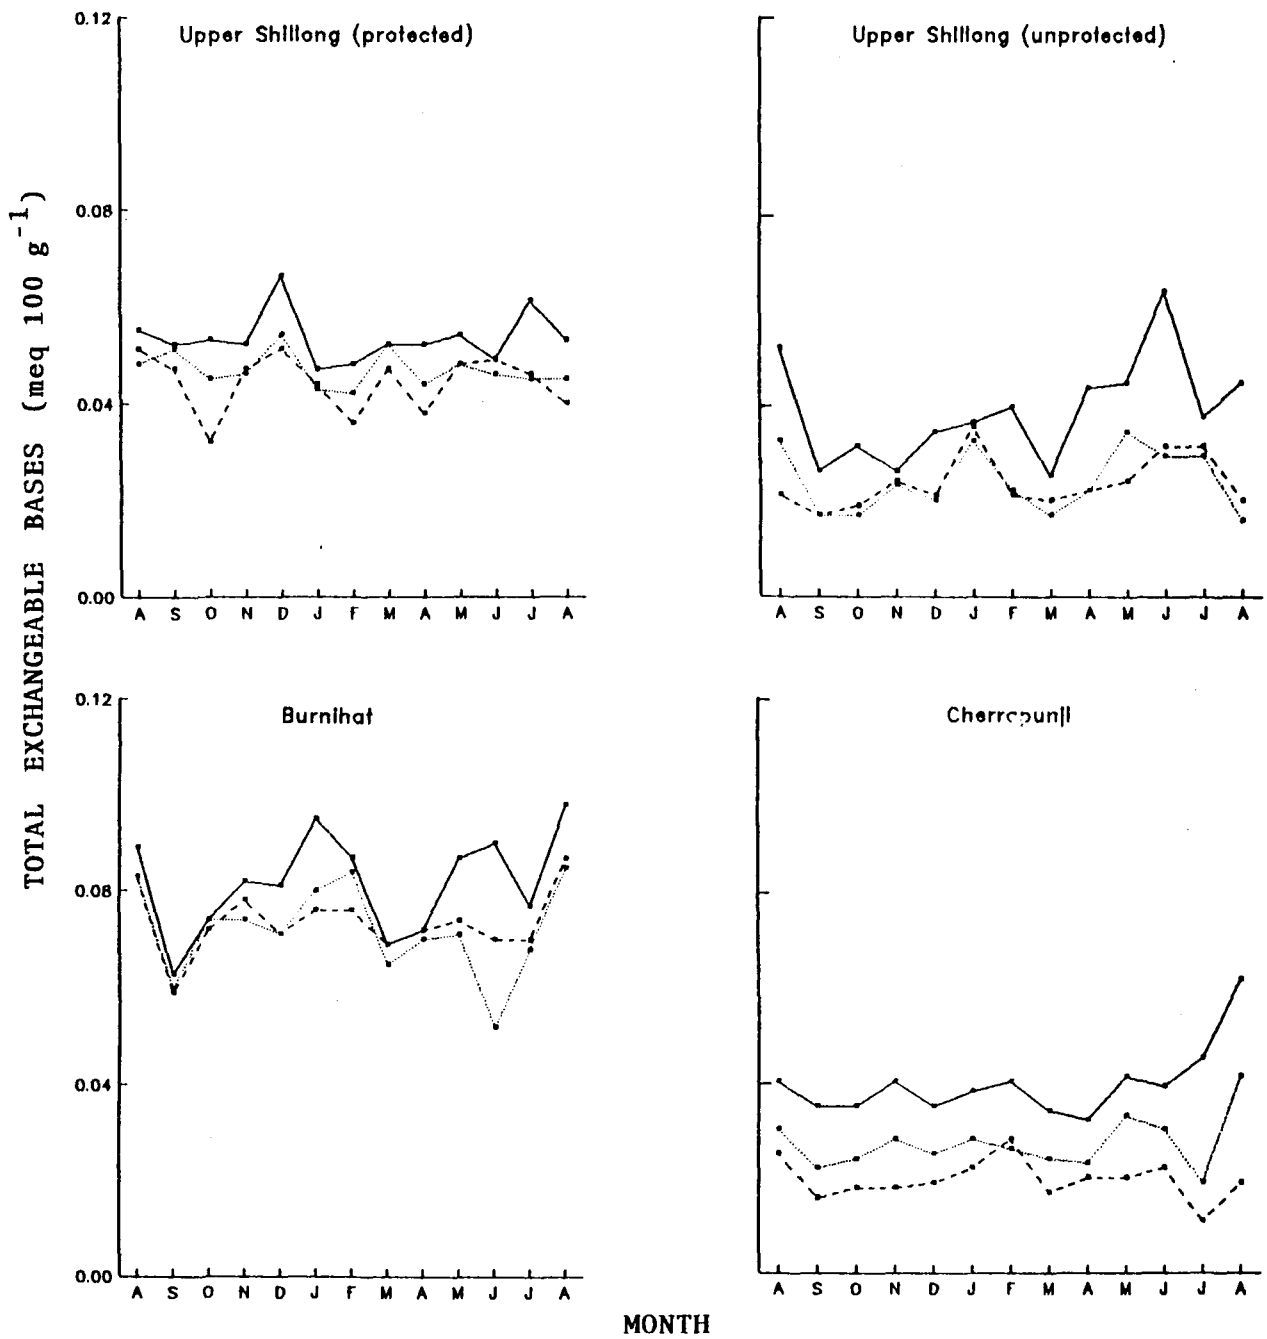 TOTAL EXCHANGEABLE BASES (meq 100 g⁻¹)
Upper Shillong (protected)
0.12
0.08
0.04
0.00
A S O N D J F M A M J J A
Upper Shillong (unprotected)
A S O N D J F M A M J J A
Burnihat
0.12
0.08
0.04
0.00
A S O N D J F M A M J J A
Cherrapunji
A S O N D J F M A M J J A
MONTH